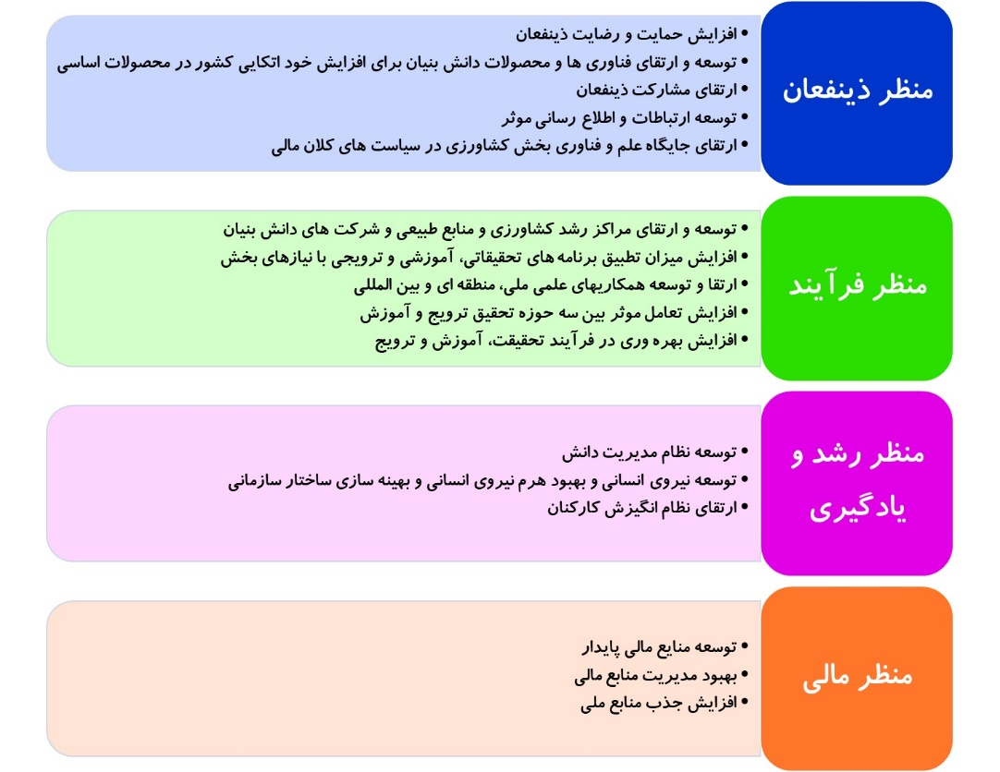 منظر ذینفعان
• افزایش حمایت و رضایت ذینفعان
• توسعه و ارتقای فناوری ها و محصولات دانش بنیان برای افزایش خود اتکایی کشور در محصولات اساسی
• ارتقای مشارکت ذینفعان
• توسعه ارتباطات و اطلاع رسانی موثر
• ارتقای جایگاه علم و فناوری بخش کشاورزی در سیاست های کلان مالی
منظر فرآیند
• توسعه و ارتقای مراکز رشد کشاورزی و منابع طبیعی و شرکت های دانش بنیان
• افزایش میزان تطبیق برنامه های تحقیقاتی، آموزشی و ترویجی با نیازهای بخش
• ارتقا و توسعه همکاریهای علمی ملی، منطقه ای و بین المللی
• افزایش تعامل موثر بین سه حوزه تحقیق ترویج و آموزش
• افزایش بهره وری در فرآیند تحقیقت، آموزش و ترویج
منظر رشد و
یادگیری
• توسعه نظام مدیریت دانش
• توسعه نیروی انسانی و بهبود هرم نیروی انسانی و بهینه سازی ساختار سازمانی
• ارتقای نظام انگیزش کارکنان
منظر مالی
• توسعه منایع مالی پایدار
• بهبود مدیریت منابع مالی
• افزایش جذب منابع ملی